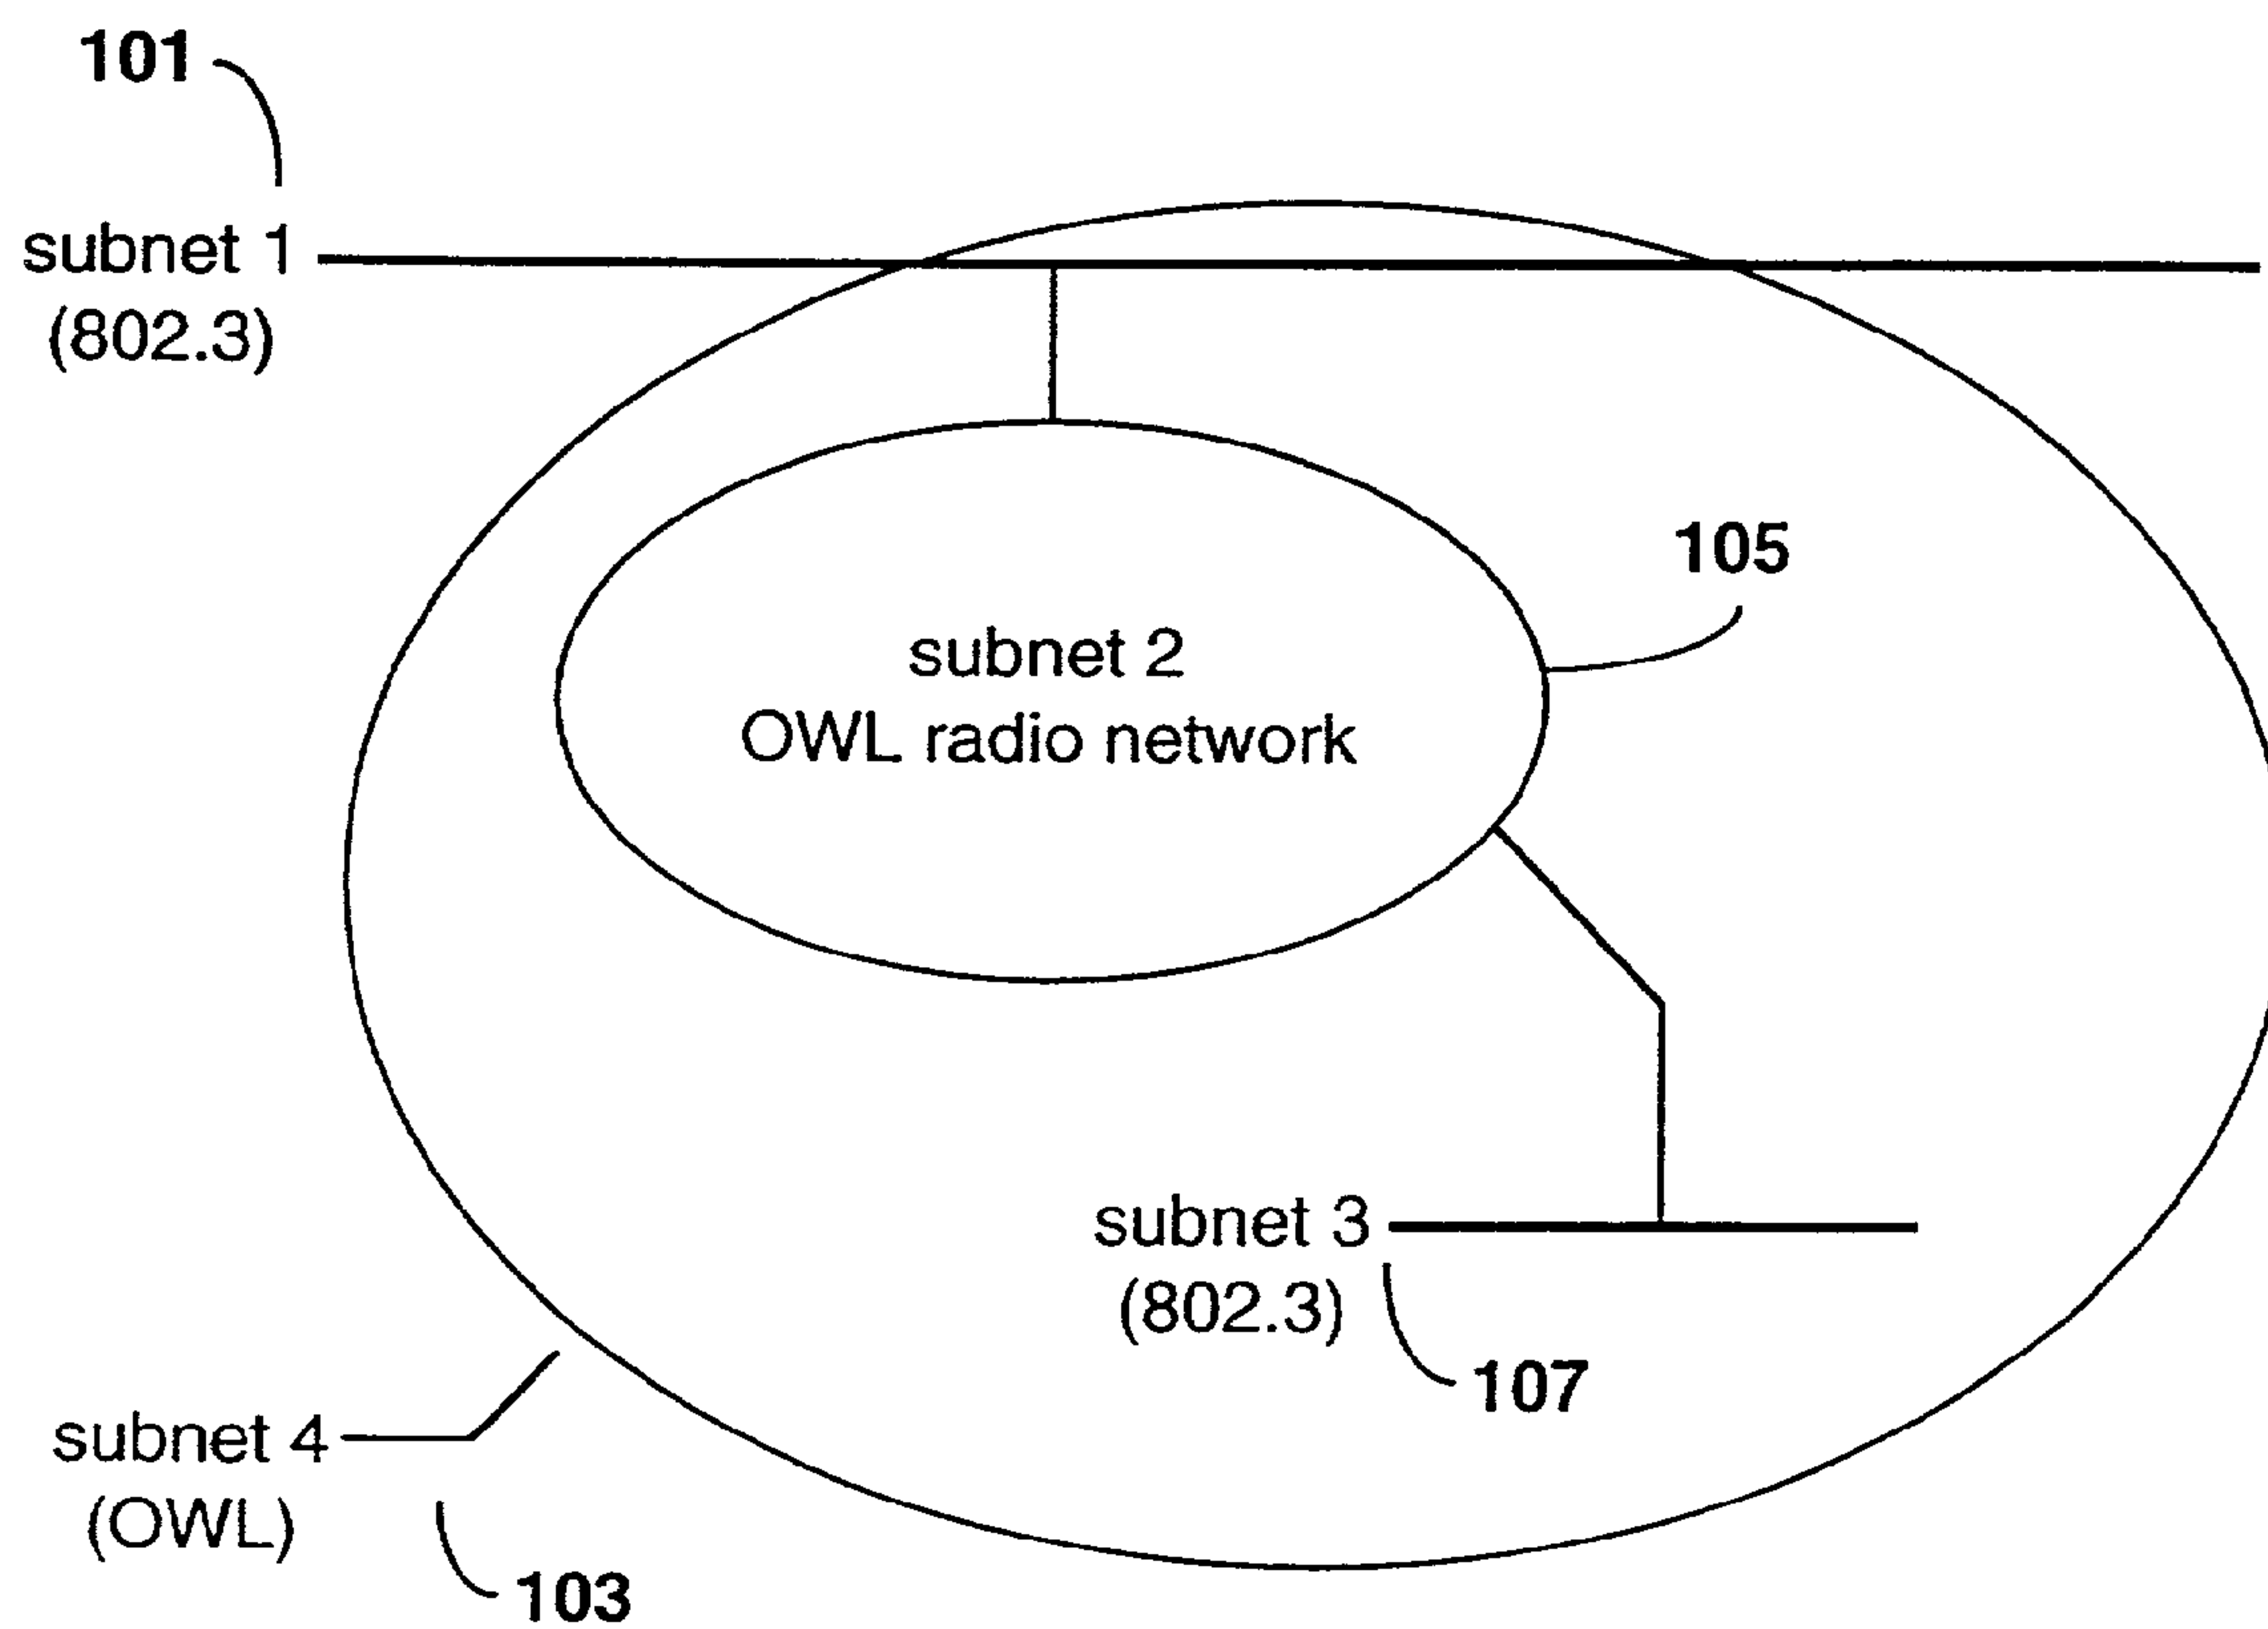 101
subnet 1
(802.3)
105
subnet 2
OWL radio network
subnet 3
(802.3)
107
subnet 4
(OWL)
103